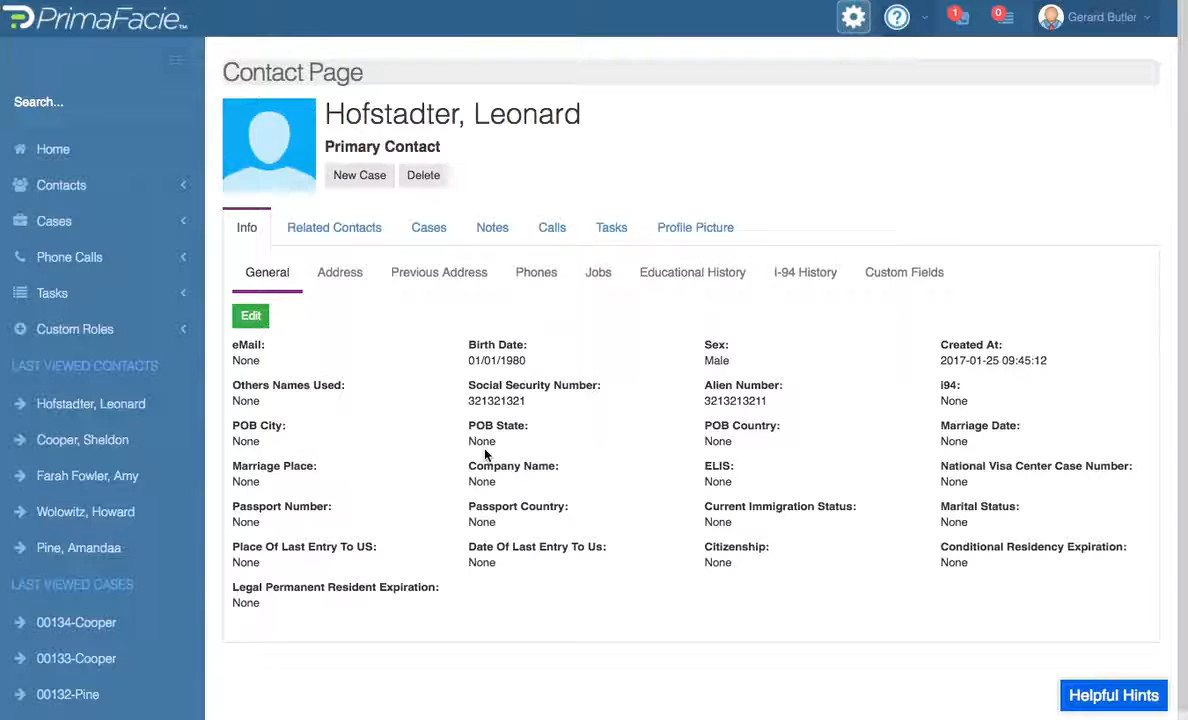 PrimaFacie™
1
0
Gerard Butler
Search...
Home
Contacts
Cases
Phone Calls
Tasks
Custom Roles
LAST VIEWED CONTACTS
Hofstadter, Leonard
Cooper, Sheldon
Farah Fowler, Amy
Wolowitz, Howard
Pine, Amandaa
LAST VIEWED CASES
00134-Cooper
00133-Cooper
00132-Pine
Contact Page
Hofstadter, Leonard
Primary Contact
New Case Delete
Info Related Contacts Cases Notes Calls Tasks Profile Picture
General Address Previous Address Phones Jobs Educational History I-94 History Custom Fields
Edit
eMail: Birth Date: Sex: Created At:
None 01/01/1980 Male 2017-01-25 09:45:12
Others Names Used: Social Security Number: Alien Number: i94:
None 321321321 3213213211 None
POB City: POB State: POB Country: Marriage Date:
None None None None
Marriage Place: Company Name: ELIS: National Visa Center Case Number:
None None None None
Passport Number: Passport Country: Current Immigration Status: Marital Status:
None None None None
Place Of Last Entry To US: Date Of Last Entry To Us: Citizenship: Conditional Residency Expiration:
None None None None
Legal Permanent Resident Expiration:
None
Helpful Hints